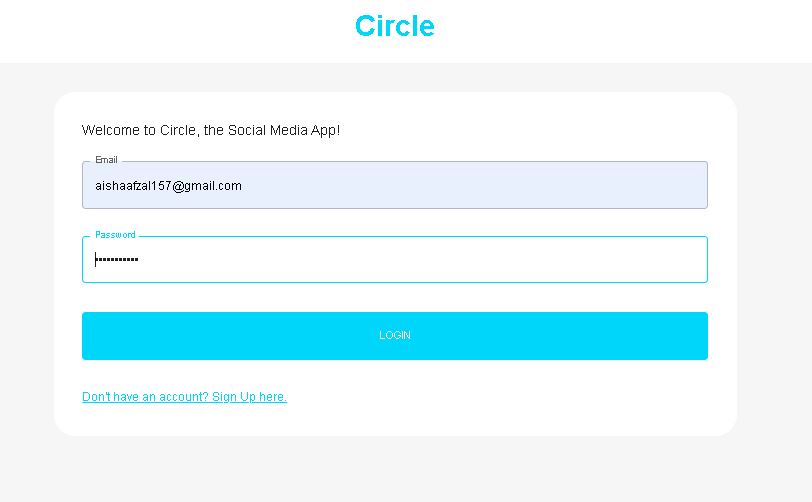 Circle
Welcome to Circle, the Social Media App!
Email
aishaafzal157@gmail.com
Password
•••••••••••
LOGIN
Don't have an account? Sign Up here.